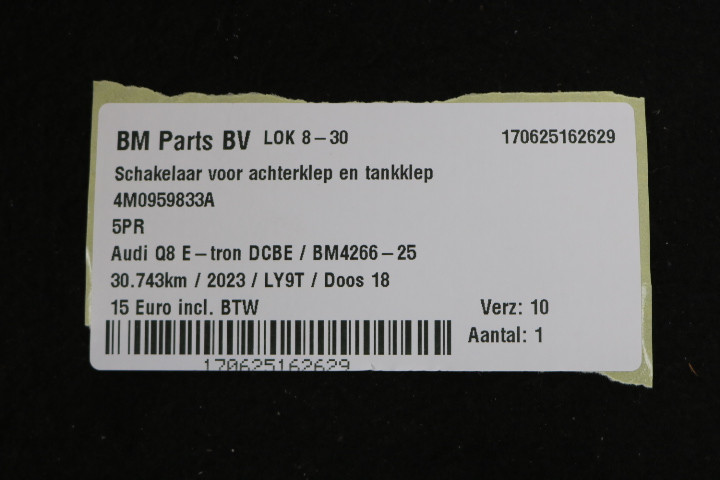 BM Parts BV LOK 8-30 170625162629
Schakelaar voor achterklep en tankklep
4M0959833A
5PR
Audi Q8 E-tron DCBE / BM4266-25
30.743km / 2023 / LY9T / Doos 18
15 Euro incl. BTW Verz: 10
Aantal: 1
170625162629